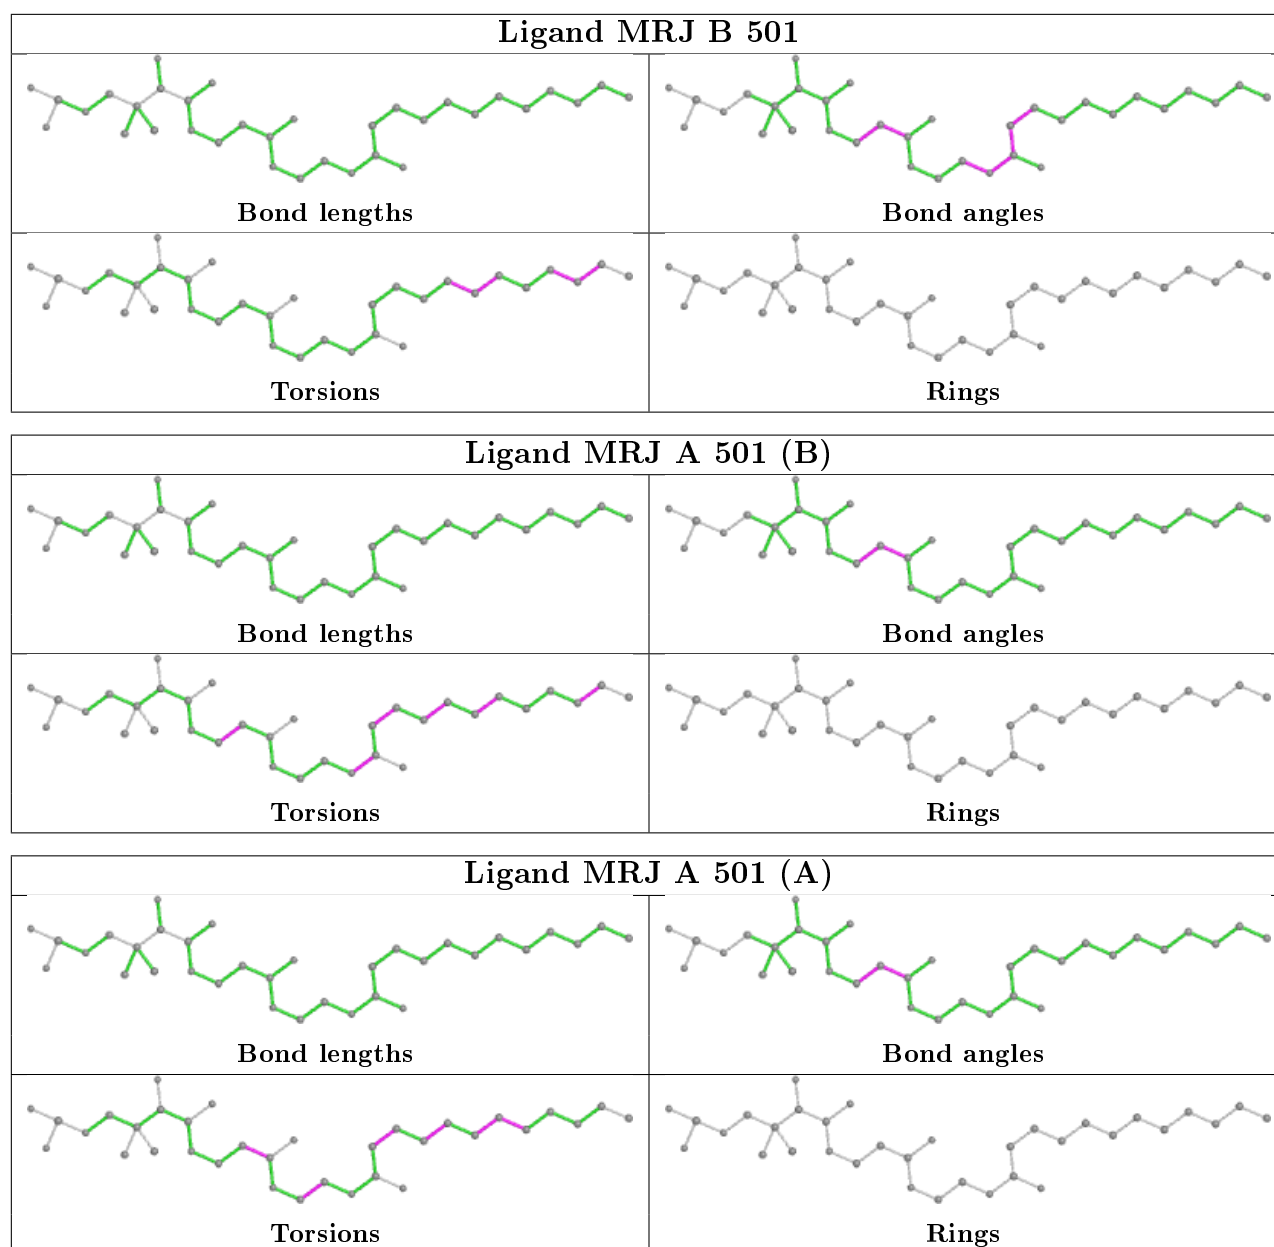 Ligand MRJ B 501
Bond lengths
Bond angles
Torsions
Rings
Ligand MRJ A 501 (B)
Bond lengths
Bond angles
Torsions
Rings
Ligand MRJ A 501 (A)
Bond lengths
Bond angles
Torsions
Rings